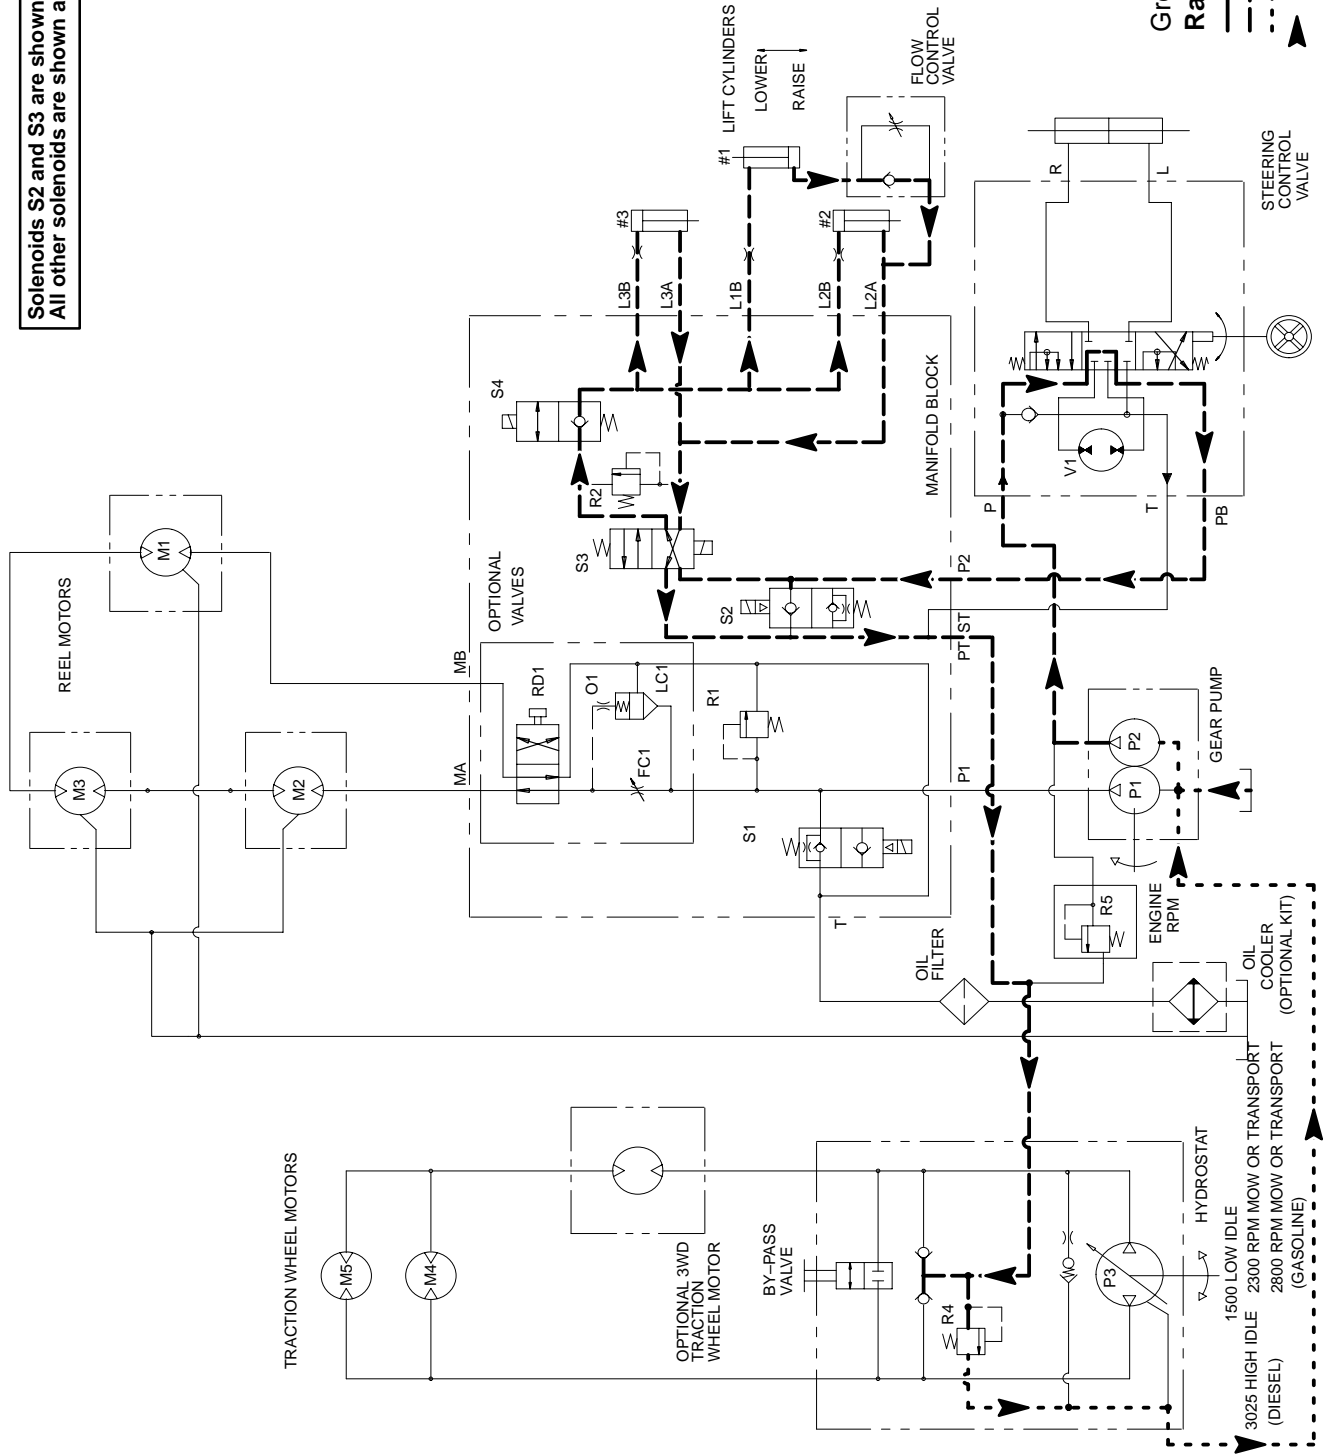 Solenoids S2 and S3 are shown
All other solenoids are shown a
Gr
Ra
REEL MOTORS
M1
M3
M2
MB
MA
OPTIONAL
VALVES
RD1
O1
LC1
FC1
R1
S1
S2
S3
S4
R2
MANIFOLD BLOCK
L3B
L3A
L1B
L2B
L2A
#3
#1
#2
LIFT CYLINDERS
LOWER
RAISE
FLOW
CONTROL
VALVE
P
T
PB
V1
R
L
STEERING
CONTROL
VALVE
P2
ST
PT
P1
T
GEAR PUMP
P2
P1
ENGINE
RPM
R5
OIL
FILTER
OIL
COOLER
(OPTIONAL KIT)
TRACTION WHEEL MOTORS
M5
M4
OPTIONAL 3WD
TRACTION
WHEEL MOTOR
BY-PASS
VALVE
R4
P3
HYDROSTAT
1500 LOW IDLE
3025 HIGH IDLE
2300 RPM MOW OR TRANSPORT
(DIESEL)
2800 RPM MOW OR TRANSPORT
(GASOLINE)